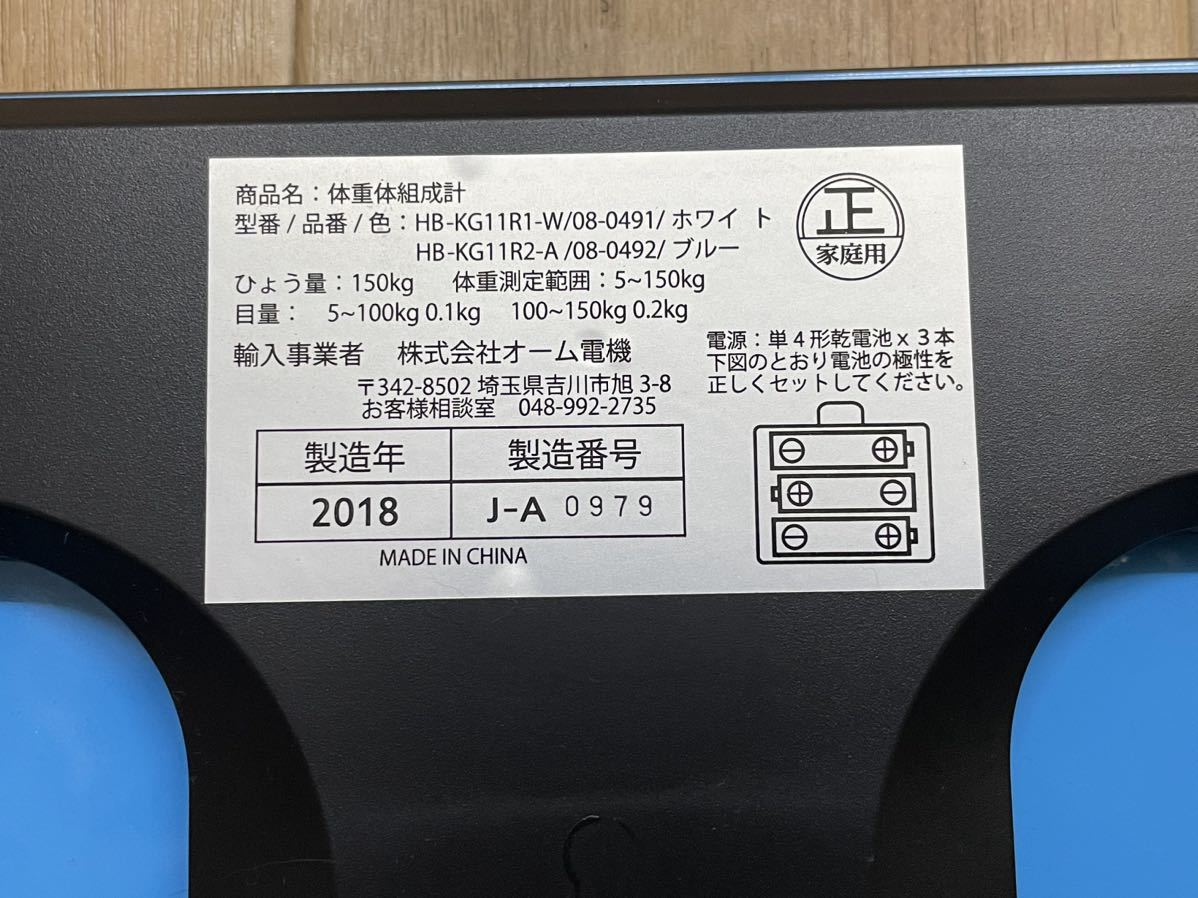 商品名：体重体組成計
型番 / 品番 / 色：HB-KG11R1-W/08-0491/ ホワイト
HB-KG11R2-A /08-0492/ ブルー
ひょう量：150kg 体重測定範囲：5~150kg
目量： 5~100kg 0.1kg 100~150kg 0.2kg
輸入事業者 株式会社オーム電機
〒342-8502 埼玉県吉川市旭 3-8
お客様相談室 048-992-2735
製造年 製造番号
2018 J-A 0979
MADE IN CHINA
正
家庭用
電源：単４形乾電池 x ３本
下図のとおり電池の極性を
正しくセットしてください。
⊖ ⊕
⊕ ⊖
⊖ ⊕